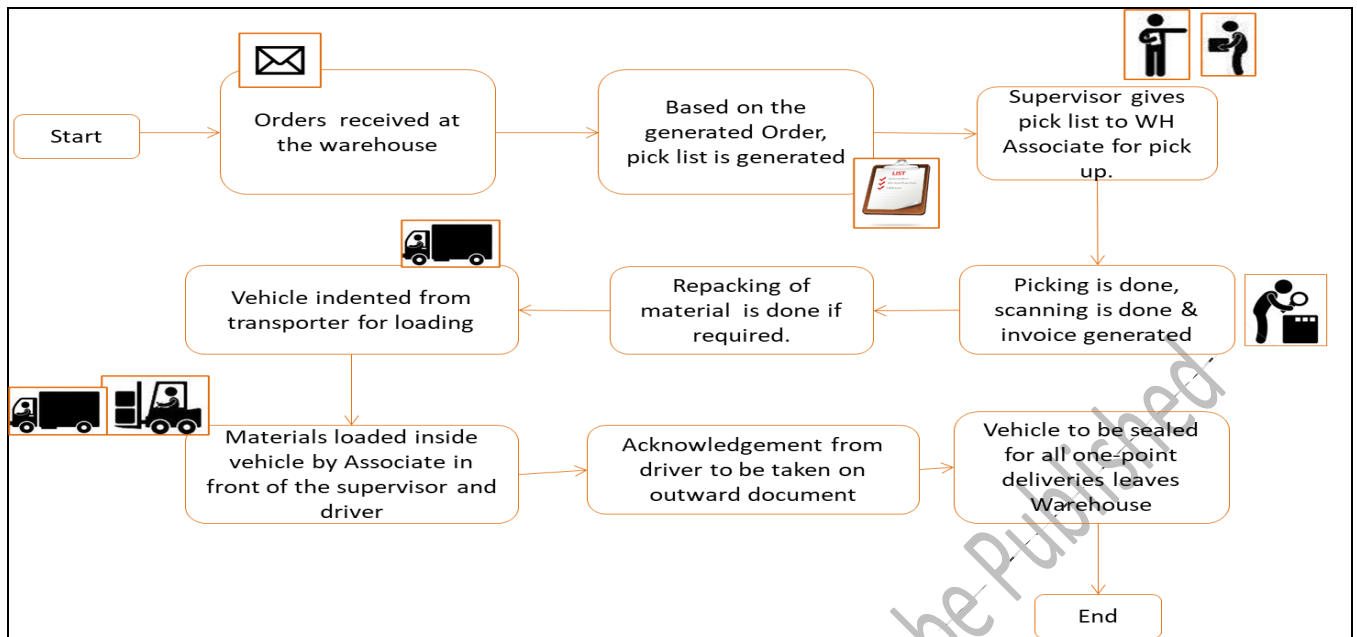 Start
Orders received at
the warehouse
Based on the
generated Order,
pick list is generated
LIST
Supervisor gives
pick list to WH
Associate for pick
up.
Picking is done,
scanning is done &
invoice generated
Repacking of
material is done if
required.
Vehicle indented from
transporter for loading
Materials loaded inside
vehicle by Associate in
front of the supervisor and
driver
Acknowledgement from
driver to be taken on
outward document
Vehicle to be sealed
for all one-point
deliveries leaves
Warehouse
End
be Published